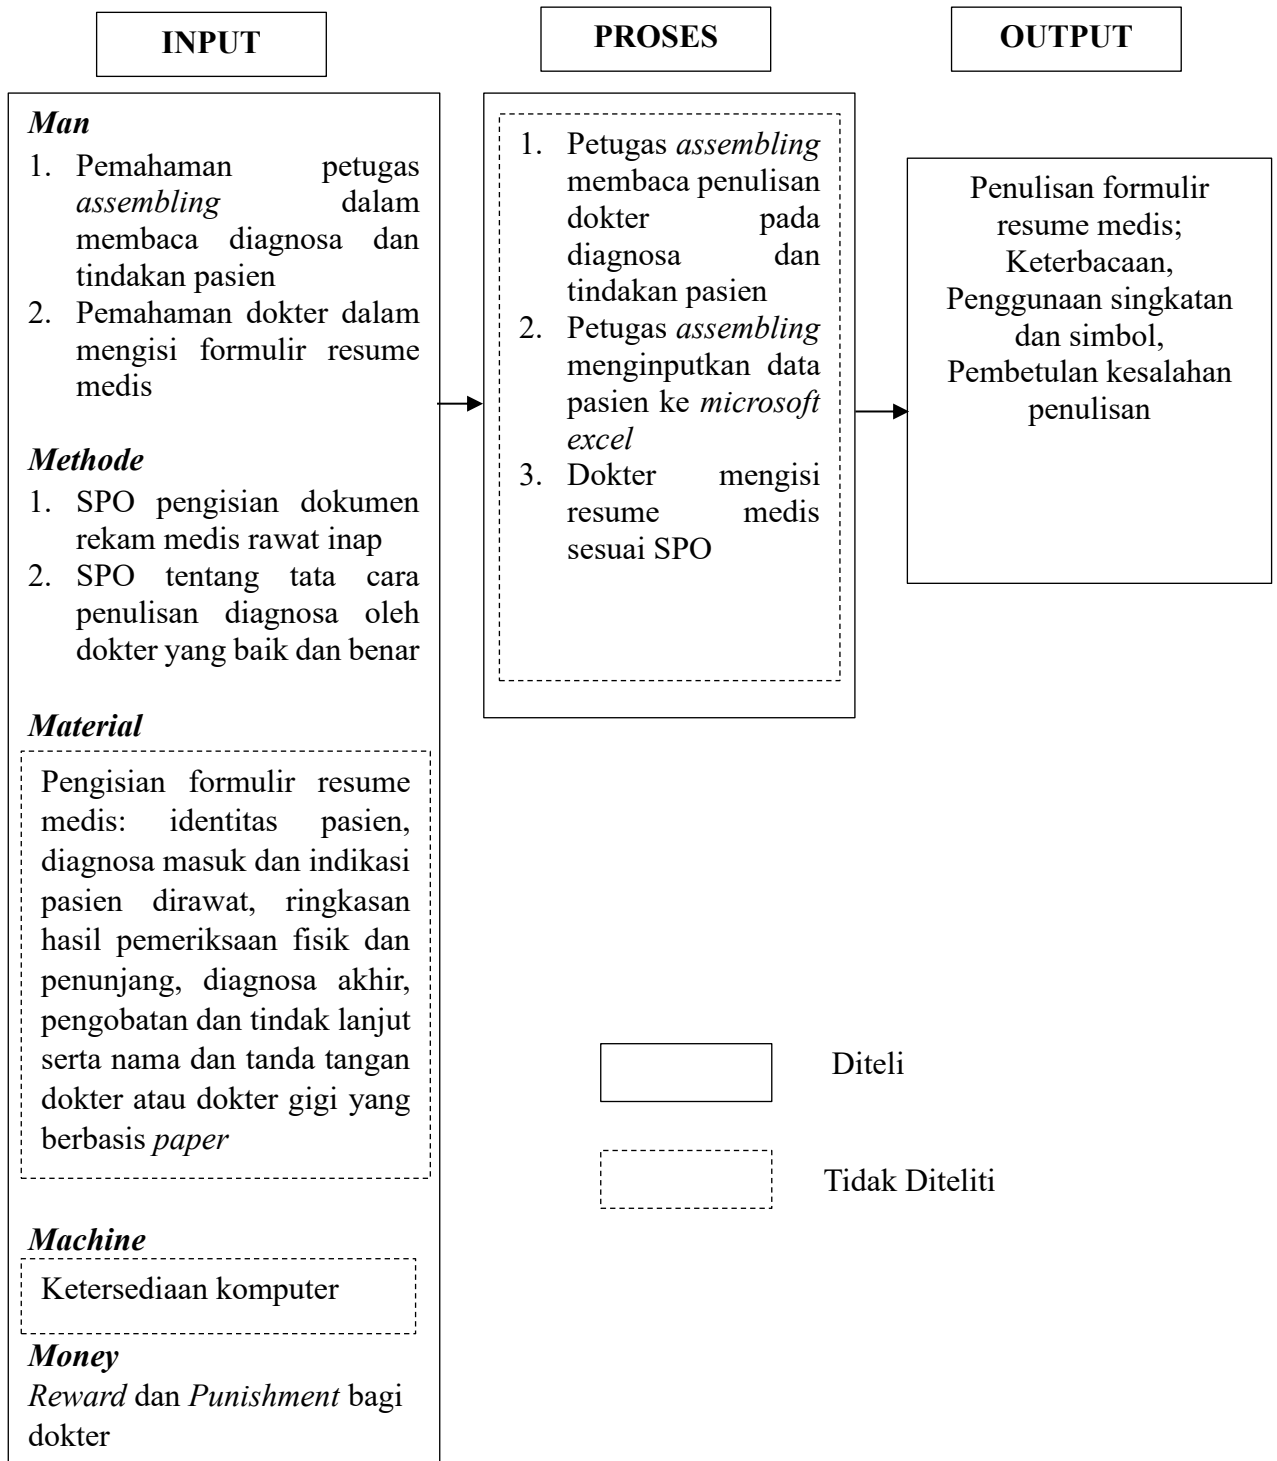 INPUT
PROSES
OUTPUT
Man
1. Pemahaman petugas
assembling dalam
membaca diagnosa dan
tindakan pasien
2. Pemahaman dokter dalam
mengisi formulir resume
medis
Methode
1. SPO pengisian dokumen
rekam medis rawat inap
2. SPO tentang tata cara
penulisan diagnosa oleh
dokter yang baik dan benar
Material
Pengisian formulir resume
medis: identitas pasien,
diagnosa masuk dan indikasi
pasien dirawat, ringkasan
hasil pemeriksaan fisik dan
penunjang, diagnosa akhir,
pengobatan dan tindak lanjut
serta nama dan tanda tangan
dokter atau dokter gigi yang
berbasis paper
Machine
Ketersediaan komputer
Money
Reward dan Punishment bagi
dokter
1. Petugas assembling
membaca penulisan
dokter pada
diagnosa dan
tindakan pasien
2. Petugas assembling
menginputkan data
pasien ke microsoft
excel
3. Dokter mengisi
resume medis
sesuai SPO
Penulisan formulir
resume medis;
Keterbacaan,
Penggunaan singkatan
dan simbol,
Pembetulan kesalahan
penulisan
Diteli
Tidak Diteliti